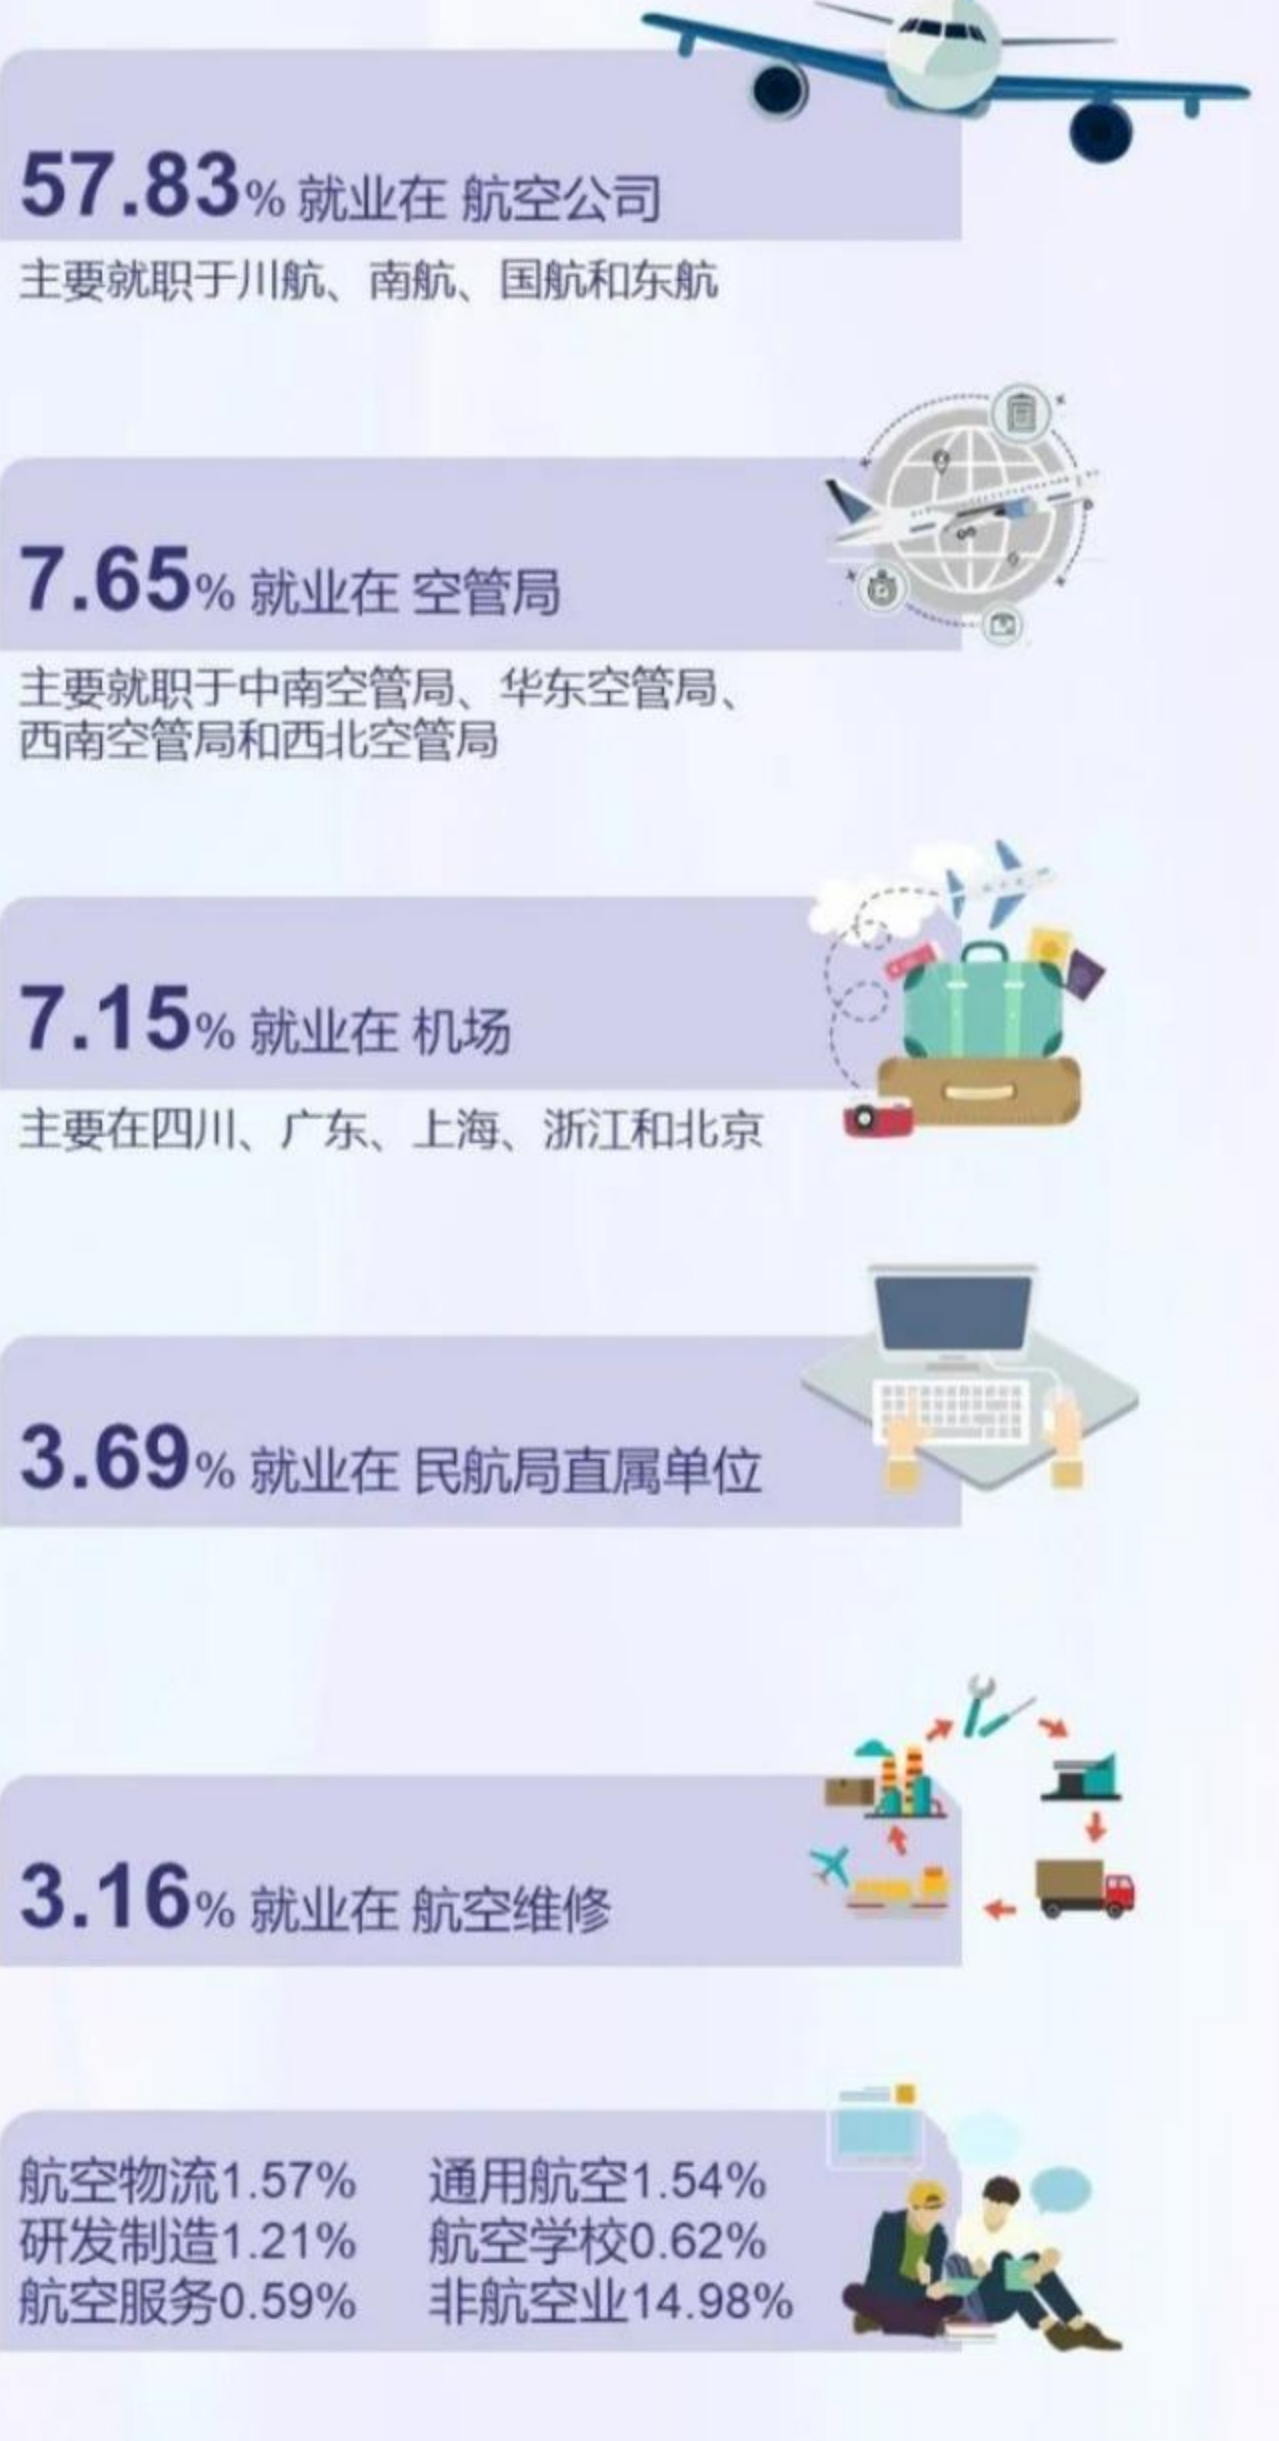 57.83% 就业在 航空公司
主要就职于川航、南航、国航和东航
7.65% 就业在 空管局
主要就职于中南空管局、华东空管局、
西南空管局和西北空管局
7.15% 就业在 机场
主要在四川、广东、上海、浙江和北京
3.69% 就业在 民航局直属单位
3.16% 就业在 航空维修
航空物流1.57% 通用航空1.54%
研发制造1.21% 航空学校0.62%
航空服务0.59% 非航空业14.98%